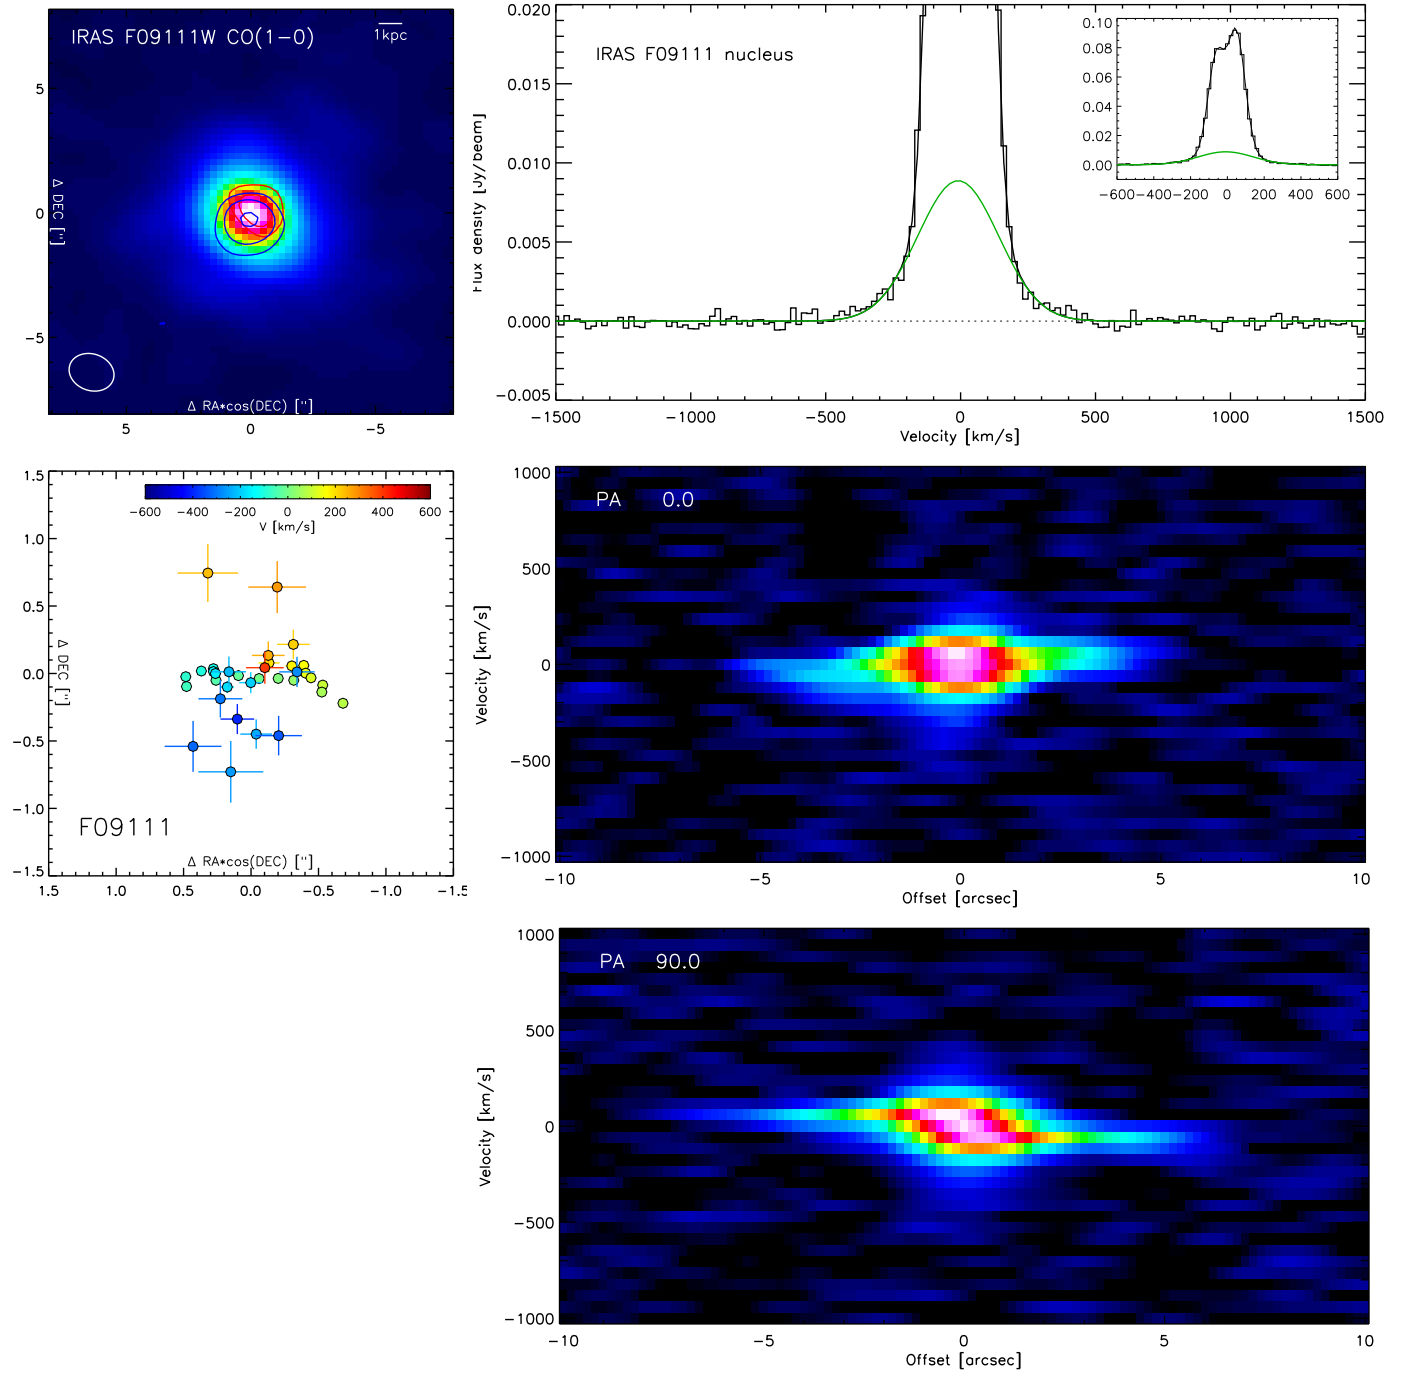 IRAS F09111W CO(1-0)
1kpc
5
0
-5
Δ DEC ["]
Δ RA*cos(DEC) ["]
5 0 -5
0.020
0.015
0.010
0.005
0.000
-0.005
Flux density [Jy/beam]
IRAS F09111 nucleus
-1500 -1000 -500 0 500 1000 1500
Velocity [km/s]
0.10
0.08
0.06
0.04
0.02
0.00
-600 -400 -200 0 200 400 600
1.5
1.0
0.5
0.0
-0.5
-1.0
-1.5
Δ DEC ["]
-600 -400 -200 0 200 400 600
V [km/s]
F09111
Δ RA*cos(DEC) ["]
1.5 1.0 0.5 0.0 -0.5 -1.0 -1.5
1000
500
0
-500
-1000
Velocity [km/s]
PA 0.0
-10 -5 0 5 10
Offset [arcsec]
1000
500
0
-500
-1000
Velocity [km/s]
PA 90.0
-10 -5 0 5 10
Offset [arcsec]